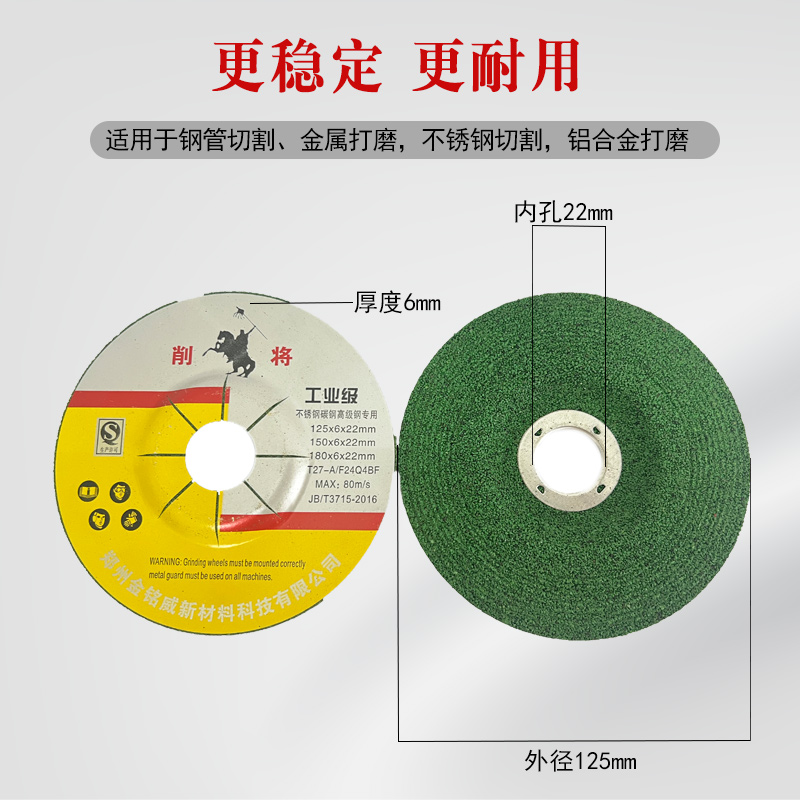 更稳定 更耐用
适用于钢管切割、金属打磨，不锈钢切割，铝合金打磨
内孔22mm
厚度6mm
削 将
工业级
不锈钢碳钢高级钢专用
125x6x22mm
150x6x22mm
180x6x22mm
T27-A/F24Q4BF
MAX: 80m/s
JB/T3715-2016
WARNING: Grinding wheels must be mounted correctly
metal guard must be used on all machines.
州金铭威新材料科技有限公司
外径125mm